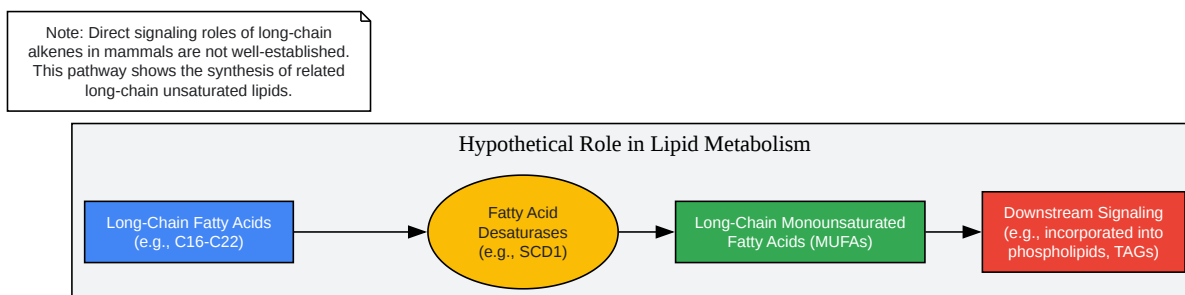 Note: Direct signaling roles of long-chain
alkenes in mammals are not well-established.
This pathway shows the synthesis of related
long-chain unsaturated lipids.
Hypothetical Role in Lipid Metabolism
Long-Chain Fatty Acids
(e.g., C16-C22)
Fatty Acid
Desaturases
(e.g., SCD1)
Long-Chain Monounsaturated
Fatty Acids (MUFAs)
Downstream Signaling
(e.g., incorporated into
phospholipids, TAGs)